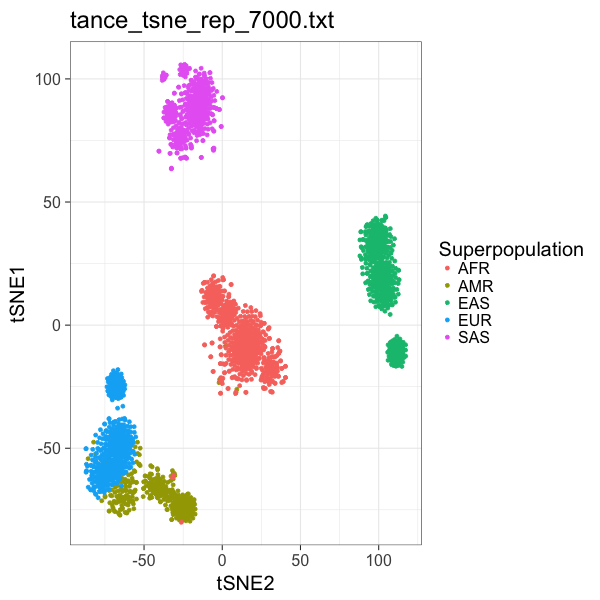 tance_tsne_rep_7000.txt
100
50
0
-50
tSNE1
-50 0 50 100
tSNE2
Superpopulation
AFR
AMR
EAS
EUR
SAS